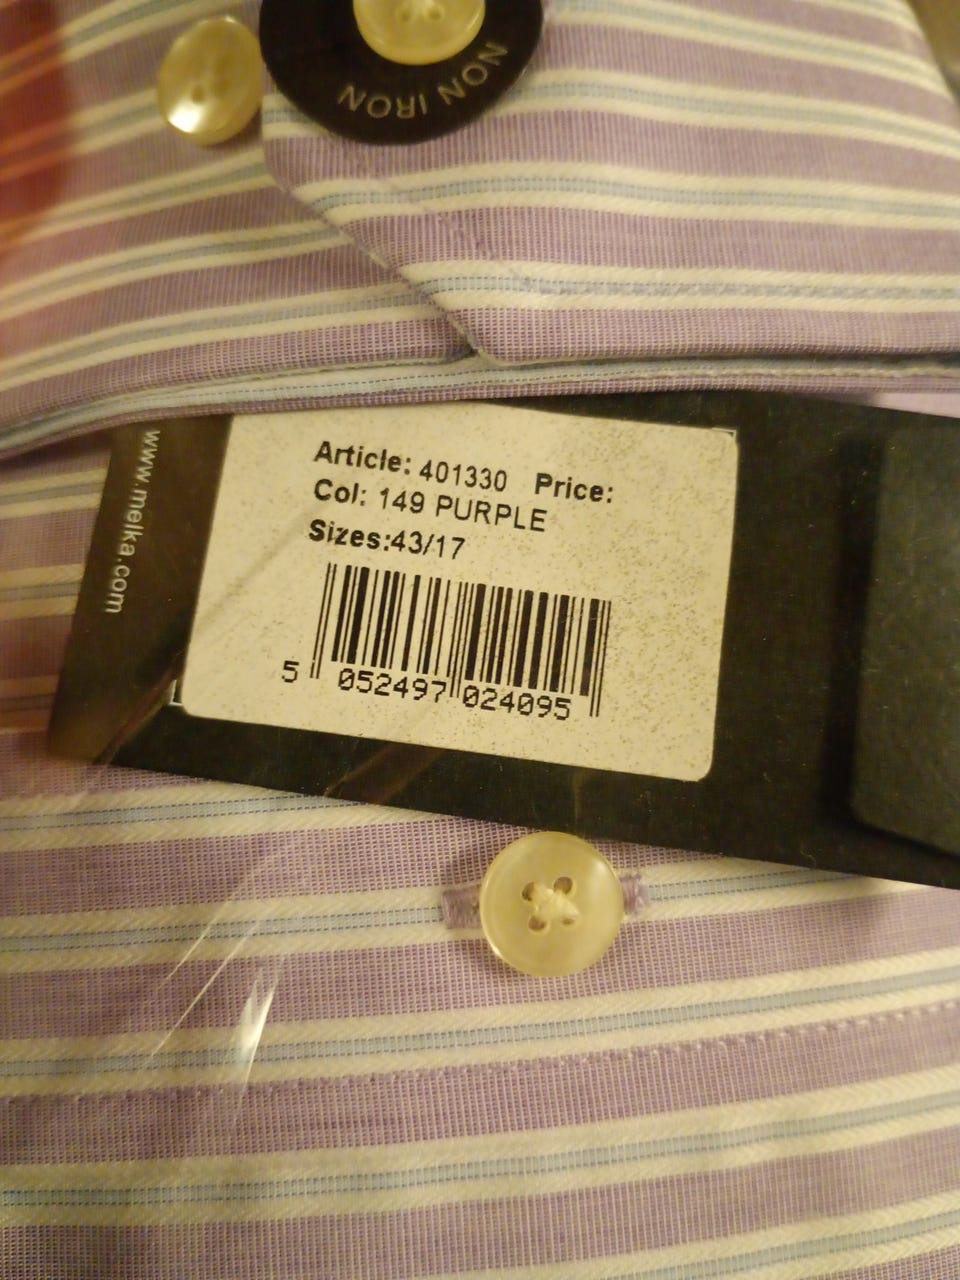 NON IRON
www.melka.com
Article: 401330 Price:
Col: 149 PURPLE
Sizes:43/17
5 052497 024095